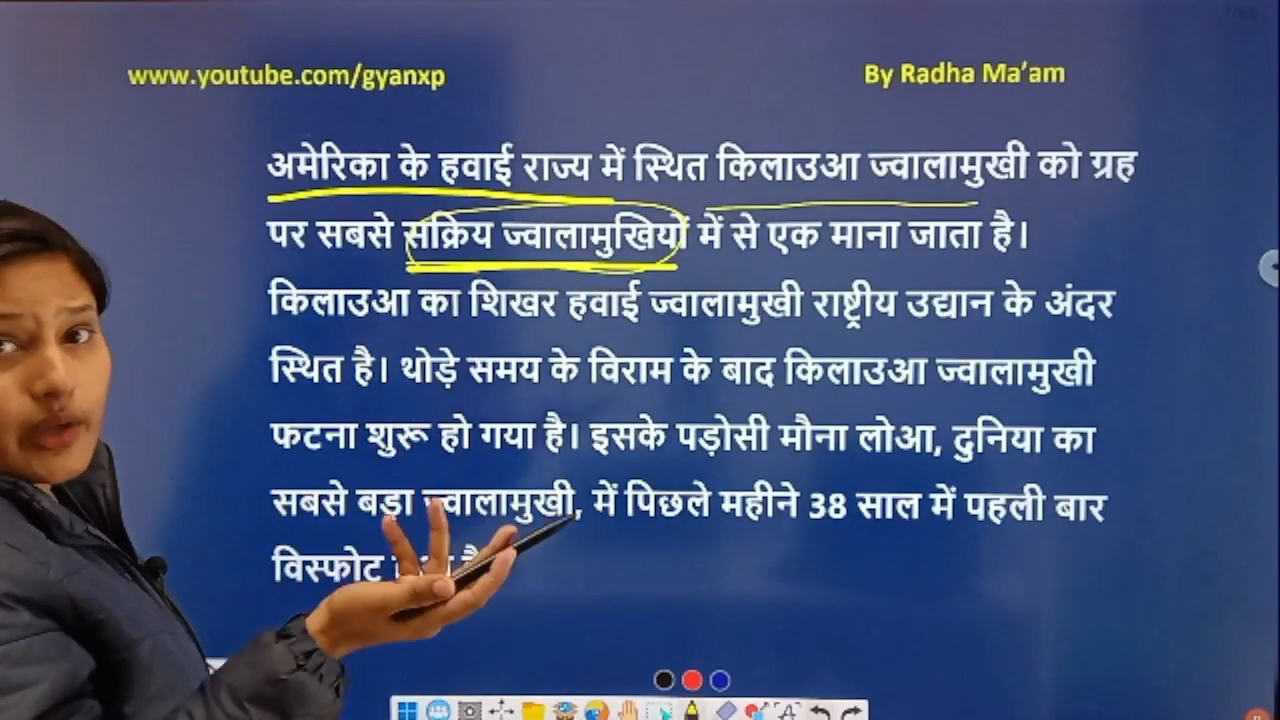 www.youtube.com/gyanxp
By Radha Ma'am
अमेरिका के हवाई राज्य में स्थित किलाउआ ज्वालामुखी को ग्रह
पर सबसे सक्रिय ज्वालामुखियों में से एक माना जाता है।
किलाउआ का शिखर हवाई ज्वालामुखी राष्ट्रीय उद्यान के अंदर
स्थित है। थोड़े समय के विराम के बाद किलाउआ ज्वालामुखी
फटना शुरू हो गया है। इसके पड़ोसी मौना लोआ, दुनिया का
सबसे बड़ा ज्वालामुखी, में पिछले महीने 38 साल में पहली बार
विस्फोट